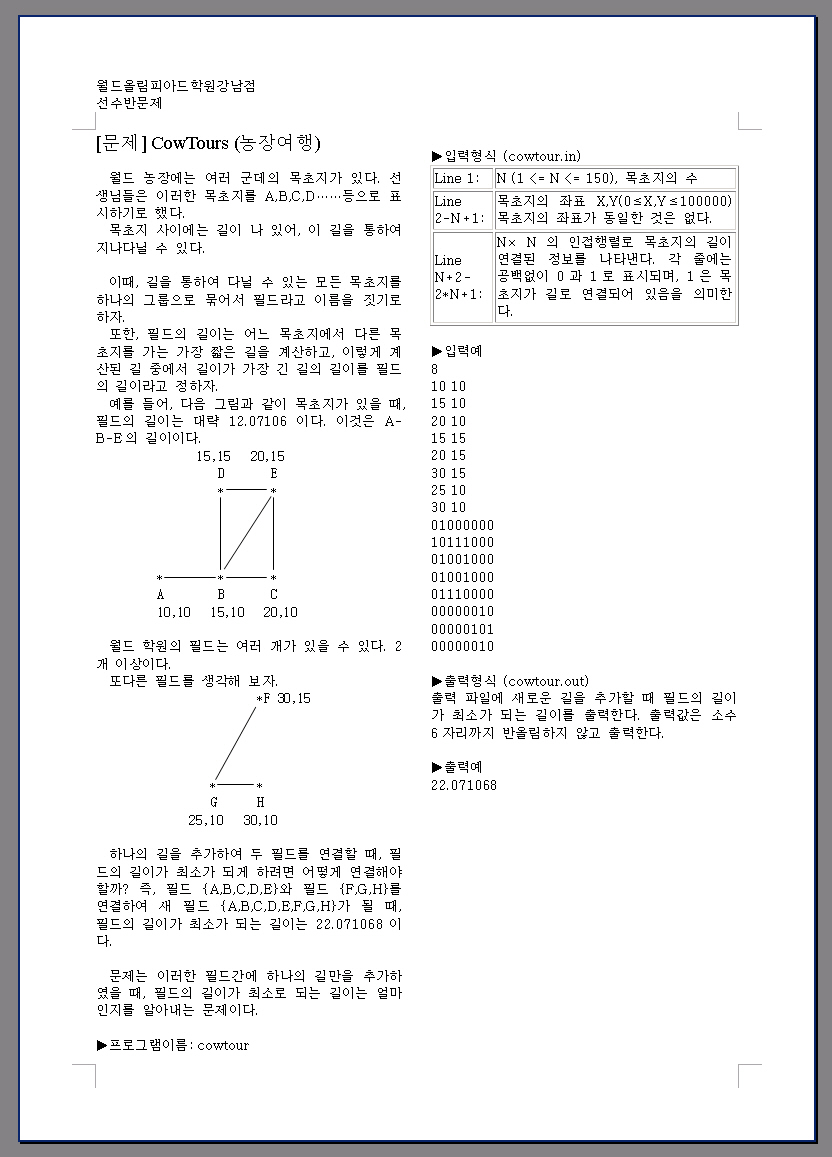 월드올림피아드학원강남점
선수반문제
[문제] CowTours (농장여행)
월드 농장에는 여러 군데의 목초지가 있다. 선
생님들은 이러한 목초지를 A,B,C,D……등으로 표
시하기로 했다.
목초지 사이에는 길이 나 있어, 이 길을 통하여
지나다닐 수 있다.
이때, 길을 통하여 다닐 수 있는 모든 목초지를
하나의 그룹으로 묶어서 필드라고 이름을 짓기로
하자.
또한, 필드의 길이는 어느 목초지에서 다른 목
초지를 가는 가장 짧은 길을 계산하고, 이렇게 계
산된 길 중에서 길이가 가장 긴 길의 길이를 필드
의 길이라고 정하자.
예를 들어, 다음 그림과 같이 목초지가 있을 때,
필드의 길이는 대략 12.07106 이다. 이것은 A-
B-E의 길이이다.
15,15 20,15
D E
* *
* * *
A B C
10,10 15,10 20,10
월드 학원의 필드는 여러 개가 있을 수 있다. 2
개 이상이다.
또다른 필드를 생각해 보자.
*F 30,15
* *
G H
25,10 30,10
하나의 길을 추가하여 두 필드를 연결할 때, 필
드의 길이가 최소가 되게 하려면 어떻게 연결해야
할까? 즉, 필드 {A,B,C,D,E}와 필드 {F,G,H}를
연결하여 새 필드 {A,B,C,D,E,F,G,H}가 될 때,
필드의 길이가 최소가 되는 길이는 22.071068 이
다.
문제는 이러한 필드간에 하나의 길만을 추가하
였을 때, 필드의 길이가 최소로 되는 길이는 얼마
인지를 알아내는 문제이다.
▶프로그램이름: cowtour
▶입력형식 (cowtour.in)
Line 1: N (1 <= N <= 150), 목초지의 수
Line 2-N+1: 목초지의 좌표 X,Y(0≤X,Y≤100000)
목초지의 좌표가 동일한 것은 없다.
Line N+2-2*N+1: N× N 의 인접행렬로 목초지의 길이
연결된 정보를 나타낸다. 각 줄에는
공백없이 0 과 1 로 표시되며, 1 은 목
초지가 길로 연결되어 있음을 의미한
다.
▶입력예
8
10 10
15 10
20 10
15 15
20 15
30 15
25 10
30 10
01000000
10111000
01001000
01001000
01110000
00000010
00000101
00000010
▶출력형식 (cowtour.out)
출력 파일에 새로운 길을 추가할 때 필드의 길이
가 최소가 되는 길이를 출력한다. 출력값은 소수
6 자리까지 반올림하지 않고 출력한다.
▶출력예
22.071068